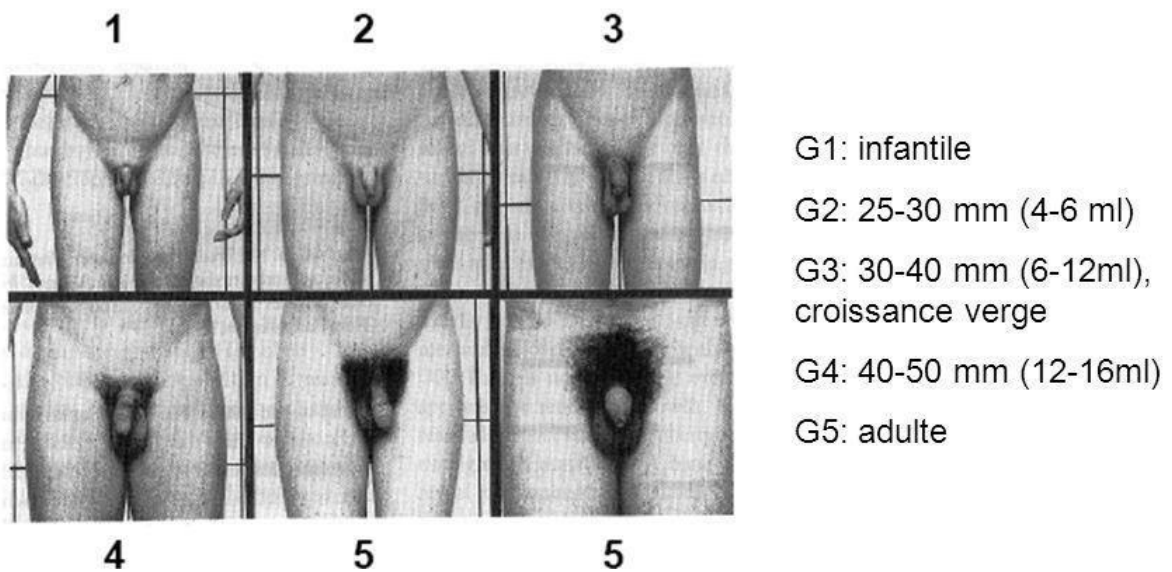 1 2 3
G1: infantile
G2: 25-30 mm (4-6 ml)
G3: 30-40 mm (6-12ml),
croissance verge
G4: 40-50 mm (12-16ml)
G5: adulte
4 5 5